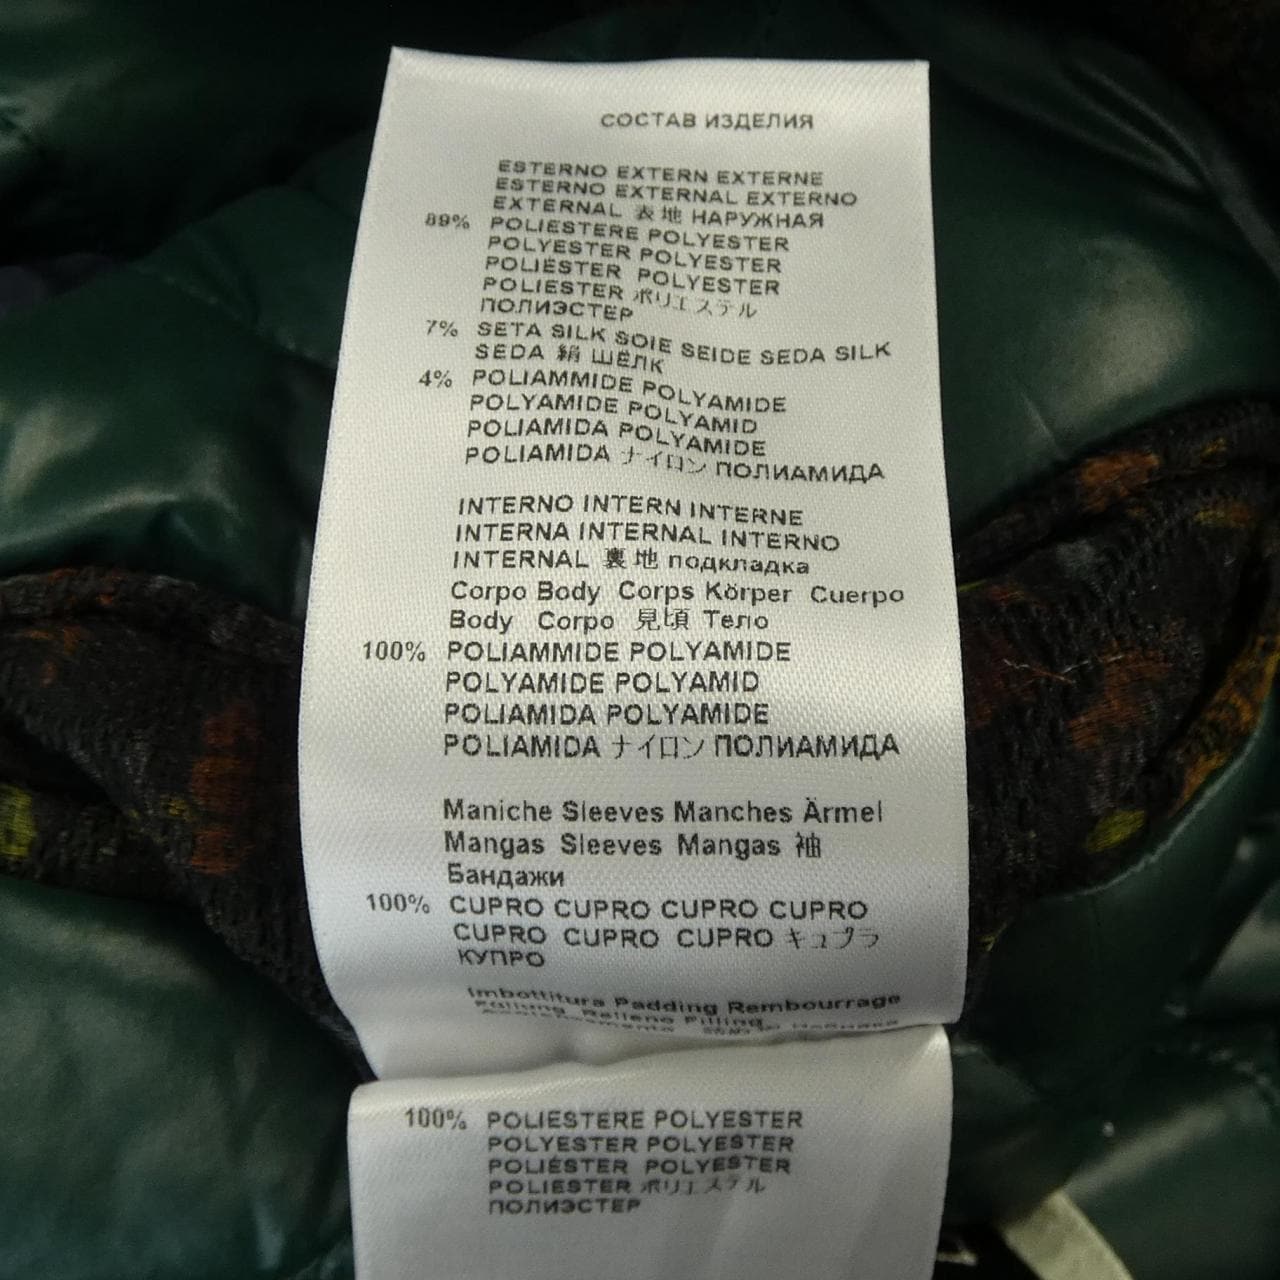 СОСТАВ ИЗДЕЛИЯ
ESTERNO EXTERN EXTERNE
ESTERNO EXTERNAL EXTERNO
EXTERNAL 表地 НАРУЖНАЯ
89% POLIESTERE POLYESTER
POLYESTER POLYESTER
POLIÉSTER POLYESTER
POLIESTER ポリエステル
ПОЛИЭСТЕР
7% SETA SILK SOIE SEIDE SEDA SILK
SEDA 絹 ШЁЛК
4% POLIAMMIDE POLYAMIDE
POLYAMIDE POLYAMID
POLIAMIDA POLYAMIDE
POLIAMIDA ナイロン ПОЛИАМИДА
INTERNO INTERN INTERNE
INTERNA INTERNAL INTERNO
INTERNAL 裏地 подкладка
Corpo Body Corps Körper Cuerpo
Body Corpo 見頃 Тело
100% POLIAMMIDE POLYAMIDE
POLYAMIDE POLYAMID
POLIAMIDA POLYAMIDE
POLIAMIDA ナイロン ПОЛИАМИДА
Maniche Sleeves Manches Ärmel
Mangas Sleeves Mangas 袖
Бандажи
100% CUPRO CUPRO CUPRO CUPRO
CUPRO CUPRO CUPRO キュプラ
КУПРО
Imbottitura Padding Rembourrage
Relleno Filling
100% POLIESTERE POLYESTER
POLYESTER POLYESTER
POLIÉSTER POLYESTER
POLIESTER ポリエステル
ПОЛИЭСТЕР